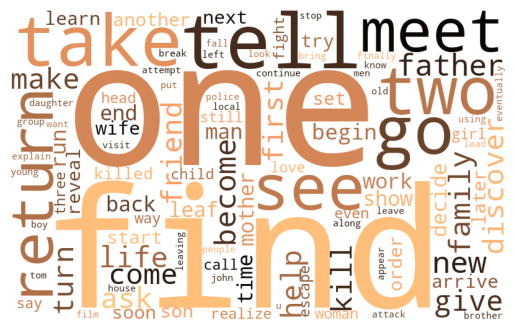 learn
another
next
fight
stop
fall
look
break
left
bring
finally
attempt
continue
know
men
take
tell
meet
try
father
make
daughter
put
police
local
set
old
using
eventually
group
want
head
end
wife
visit
still
man
one
two
go
begin
girl
lead
explain
young
three
run
reveal
killed
friend
first
child
love
become
mother
see
work
show
decide
later
discover
return
boy
back
way
leaf
even
along
leave
family
turn
start
life
leaving
people
call
time
help
escape
kill
order
appear
new
arrive
tom
come
house
john
say
film
ask
soon
son
realize
find
u
woman
attack
give
brother